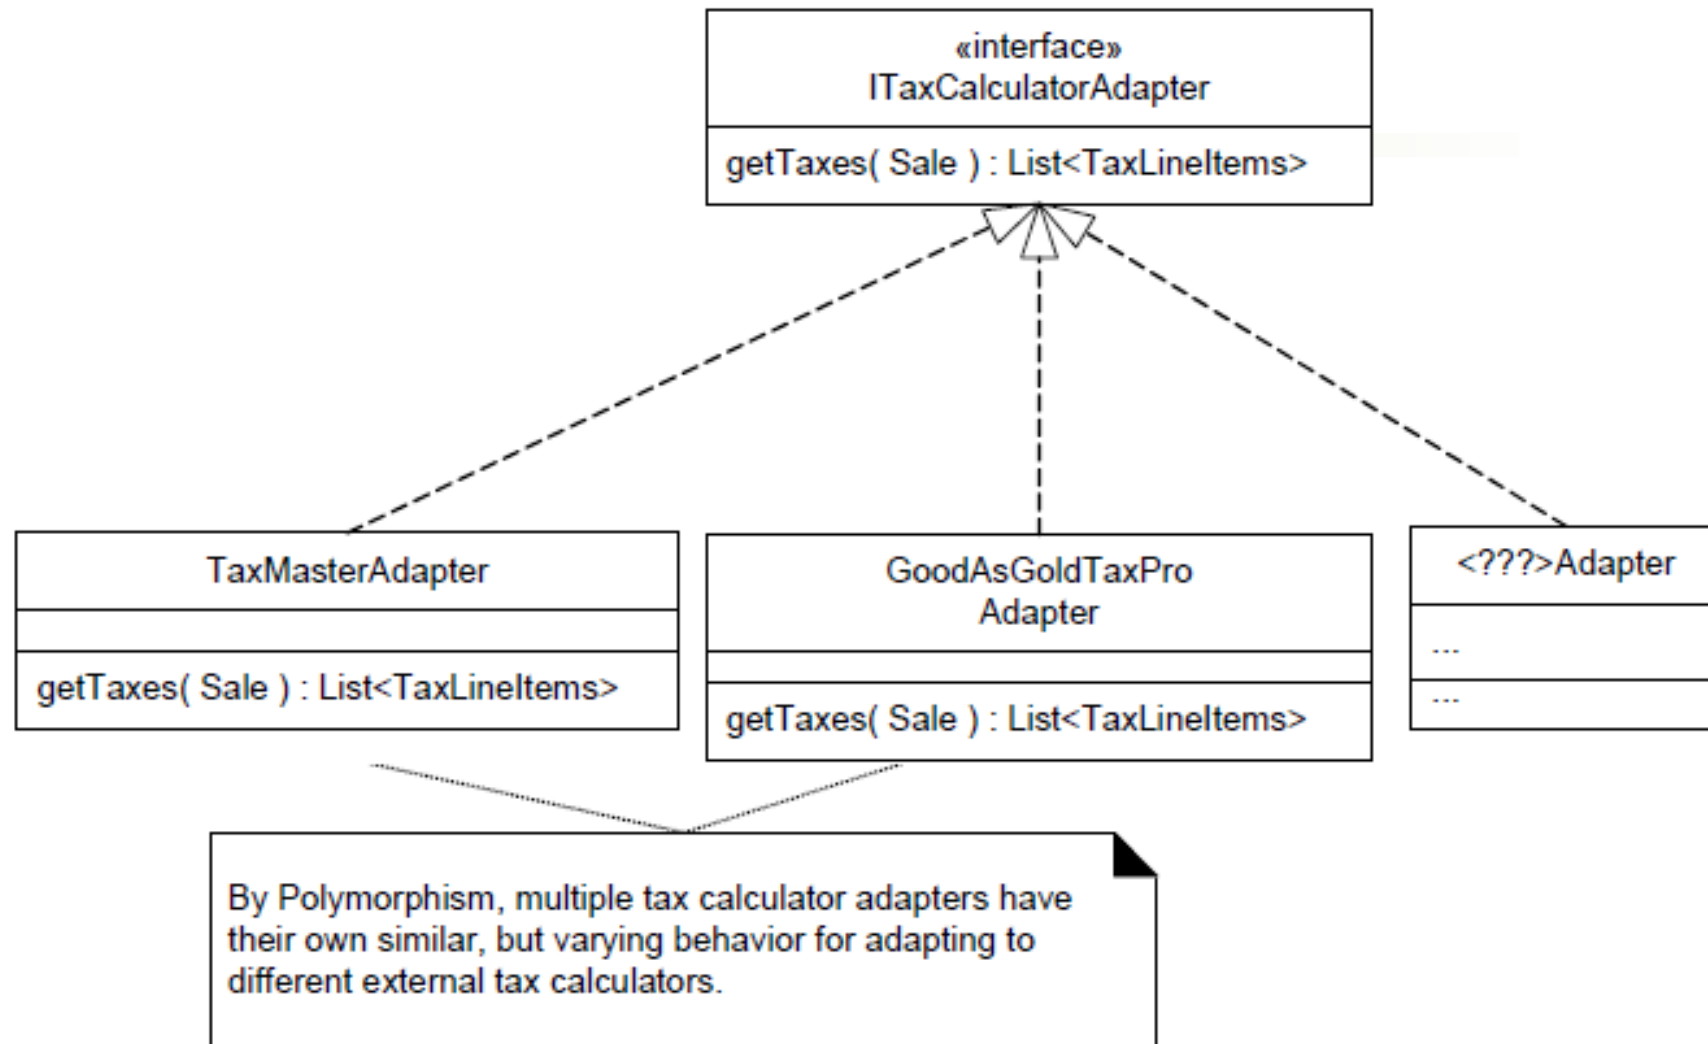 «interface»
ITaxCalculatorAdapter
getTaxes( Sale ) : List<TaxLineItems>
TaxMasterAdapter
getTaxes( Sale ) : List<TaxLineItems>
GoodAsGoldTaxPro
Adapter
getTaxes( Sale ) : List<TaxLineItems>
<???>Adapter
...
...
By Polymorphism, multiple tax calculator adapters have
their own similar, but varying behavior for adapting to
different external tax calculators.